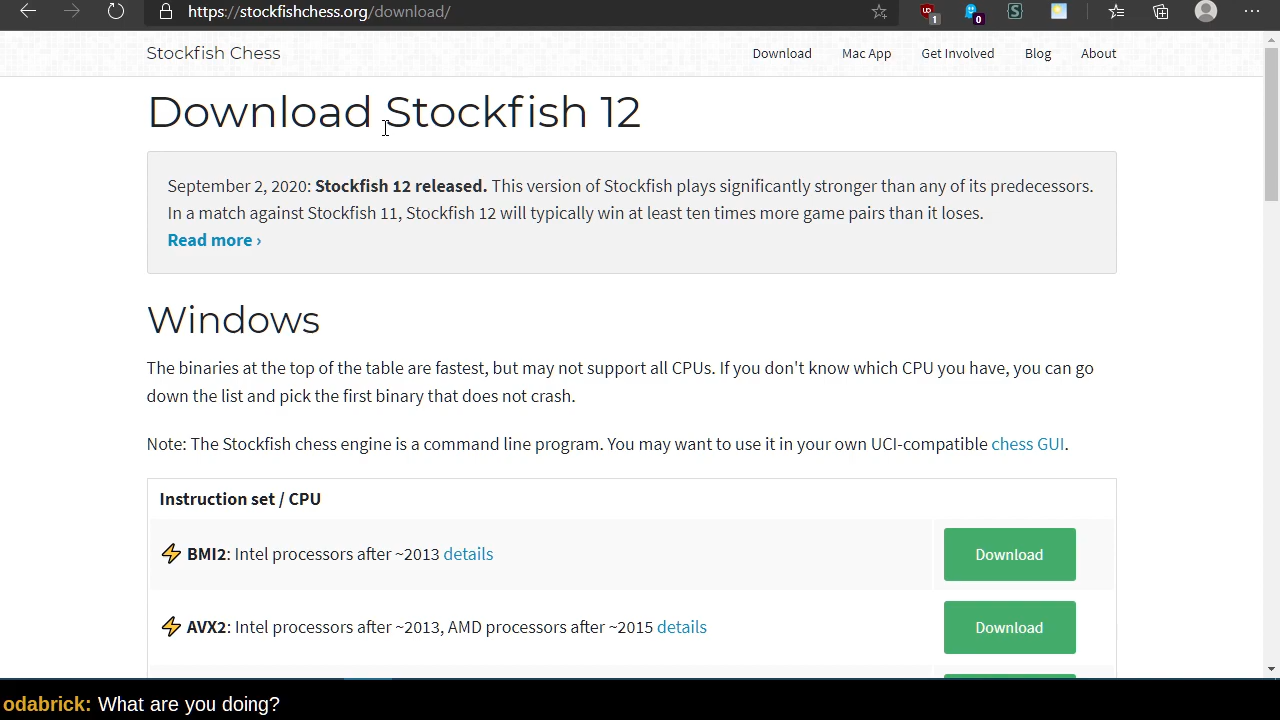 https://stockfishchess.org/download/
1
0
Stockfish Chess
Download
Mac App
Get Involved
Blog
About
Download Stockfish 12
September 2, 2020: Stockfish 12 released. This version of Stockfish plays significantly stronger than any of its predecessors.
In a match against Stockfish 11, Stockfish 12 will typically win at least ten times more game pairs than it loses.
Read more ›
Windows
The binaries at the top of the table are fastest, but may not support all CPUs. If you don't know which CPU you have, you can go
down the list and pick the first binary that does not crash.
Note: The Stockfish chess engine is a command line program. You may want to use it in your own UCI-compatible chess GUI.
Instruction set / CPU
⚡ BMI2: Intel processors after ~2013 details
Download
⚡ AVX2: Intel processors after ~2013, AMD processors after ~2015 details
Download
odabrick: What are you doing?